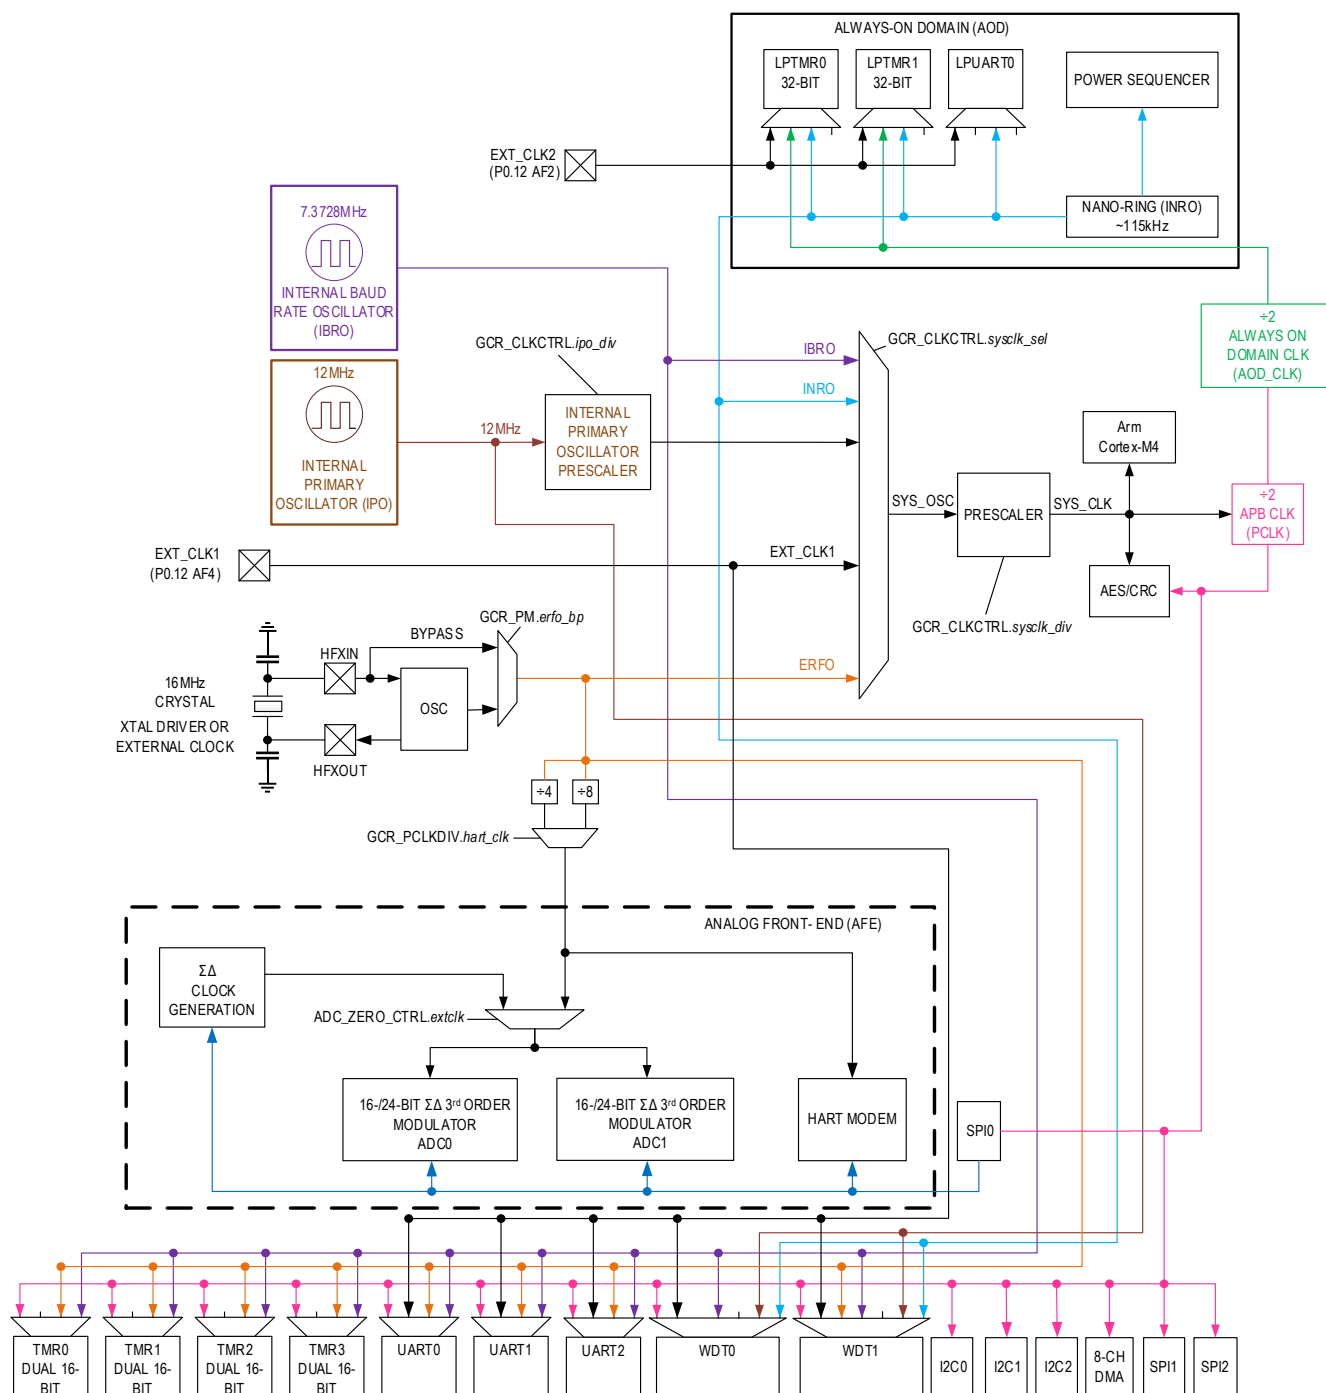 ALWAYS-ON DOMAIN (AOD)
LPTMR0
32-BIT
LPTMR1
32-BIT
LPUART0
POWER SEQUENCER
EXT_CLK2
(P0.12 AF2)
NANO-RING (INRO)
~115kHz
7.3728MHz
INTERNAL BAUD
RATE OSCILLATOR
(IBRO)
÷2
ALWAYS ON
DOMAIN CLK
(AOD_CLK)
GCR_CLKCTRL.ipo_div
IBRO
GCR_CLKCTRL.sysclk_sel
12MHz
INTERNAL
PRIMARY
OSCILLATOR (IPO)
12MHz
INTERNAL
PRIMARY
OSCILLATOR
PRESCALER
INRO
Arm
Cortex-M4
SYS_OSC
PRESCALER
SYS_CLK
÷2
APB CLK
(PCLK)
EXT_CLK1
(P0.12 AF4)
EXT_CLK1
AES/CRC
GCR_CLKCTRL.sysclk_div
GCR_PM.erfo_bp
BYPASS
HFXIN
ERFO
16MHz
CRYSTAL
XTAL DRIVER OR
EXTERNAL CLOCK
OSC
HFXOUT
÷4
÷8
GCR_PCLKDIV.hart_clk
ANALOG FRONT- END (AFE)
ΣΔ
CLOCK
GENERATION
ADC_ZERO_CTRL.extclk
16-/24-BIT ΣΔ 3rd ORDER
MODULATOR
ADC0
16-/24-BIT ΣΔ 3rd ORDER
MODULATOR
ADC1
HART MODEM
SPI0
TMR0
DUAL 16-
BIT
TMR1
DUAL 16-
BIT
TMR2
DUAL 16-
BIT
TMR3
DUAL 16-
BIT
UART0
UART1
UART2
WDT0
WDT1
I2C0
I2C1
I2C2
8-CH
DMA
SPI1
SPI2